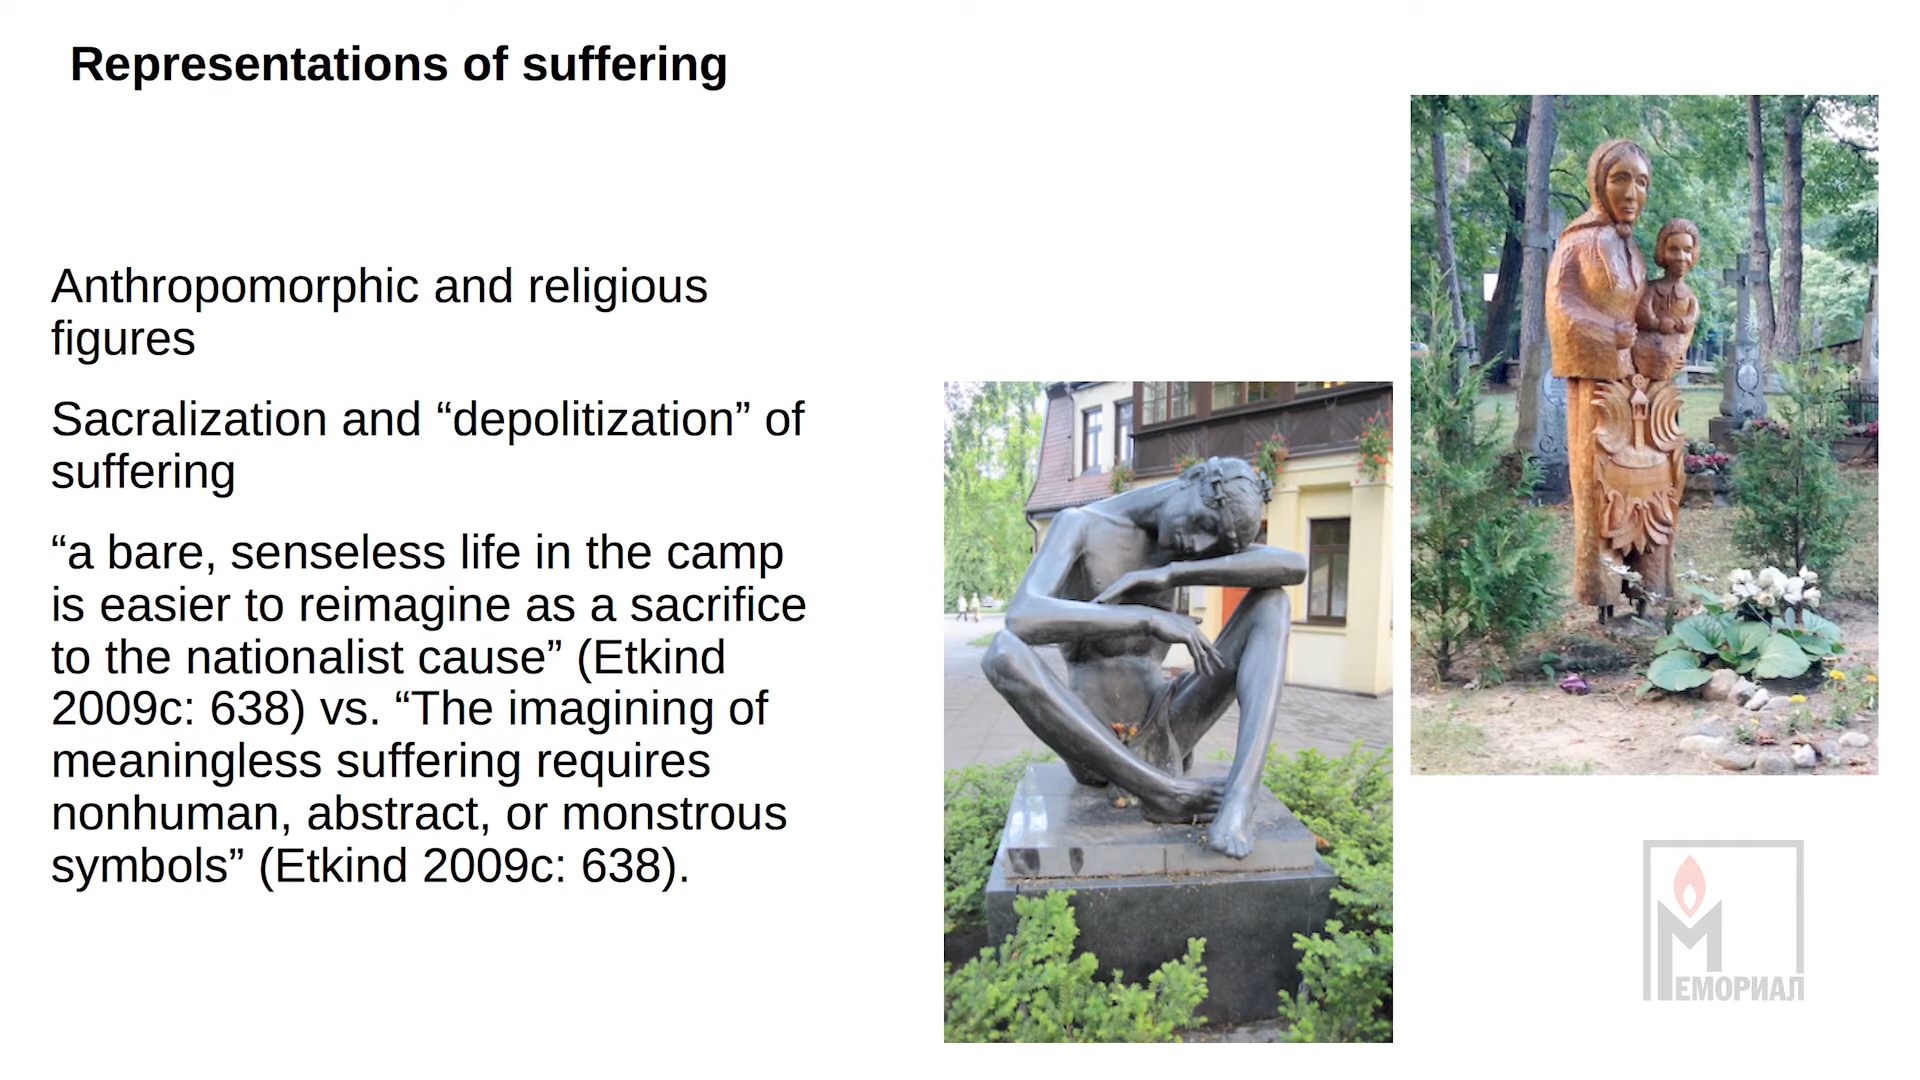 Representations of suffering
Anthropomorphic and religious
figures
Sacralization and “depolitization” of
suffering
“a bare, senseless life in the camp
is easier to reimagine as a sacrifice
to the nationalist cause” (Etkind
2009c: 638) vs. “The imagining of
meaningless suffering requires
nonhuman, abstract, or monstrous
symbols” (Etkind 2009c: 638).
МЕМОРИАЛ